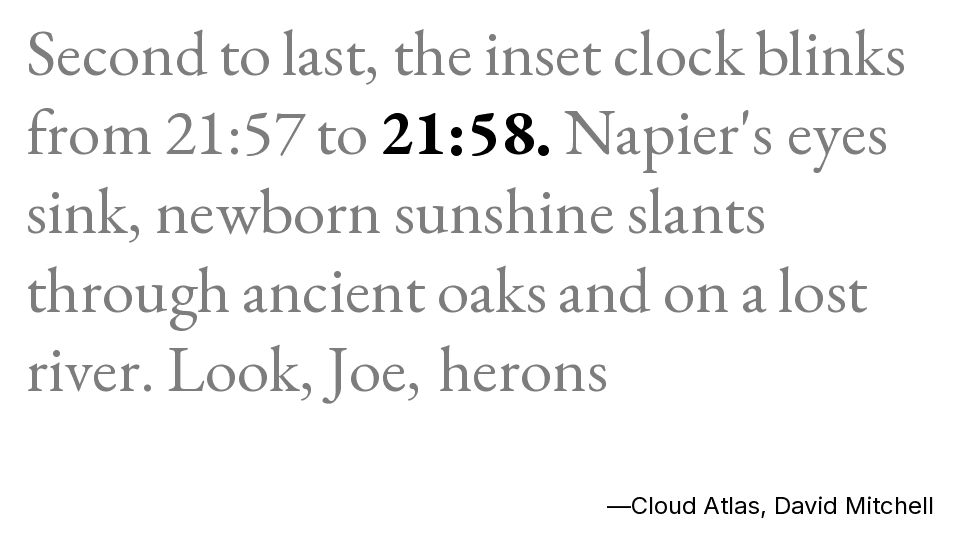 Second to last, the inset clock blinks
from 21:57 to 21:58. Napier's eyes
sink, newborn sunshine slants
through ancient oaks and on a lost
river. Look, Joe, herons
—Cloud Atlas, David Mitchell